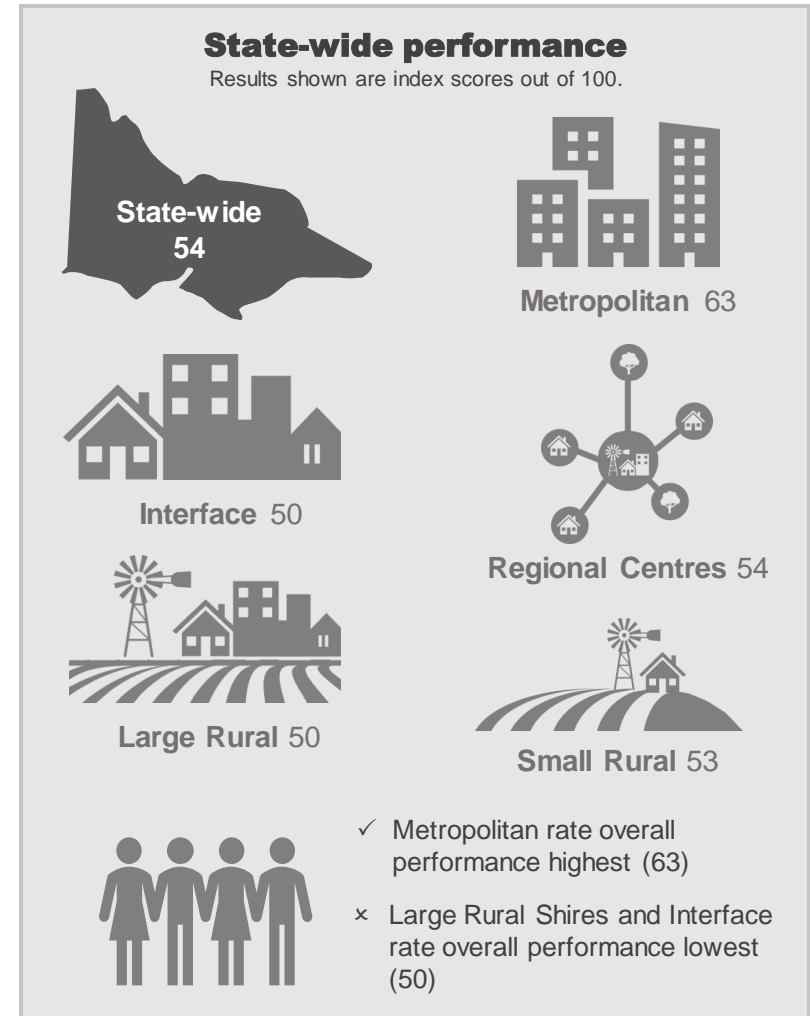 State-wide performance
Results shown are index scores out of 100.
State-wide
54
Metropolitan 63
Interface 50
Regional Centres 54
Large Rural 50
Small Rural 53
✓ Metropolitan rate overall
performance highest (63)
× Large Rural Shires and Interface
rate overall performance lowest
(50)